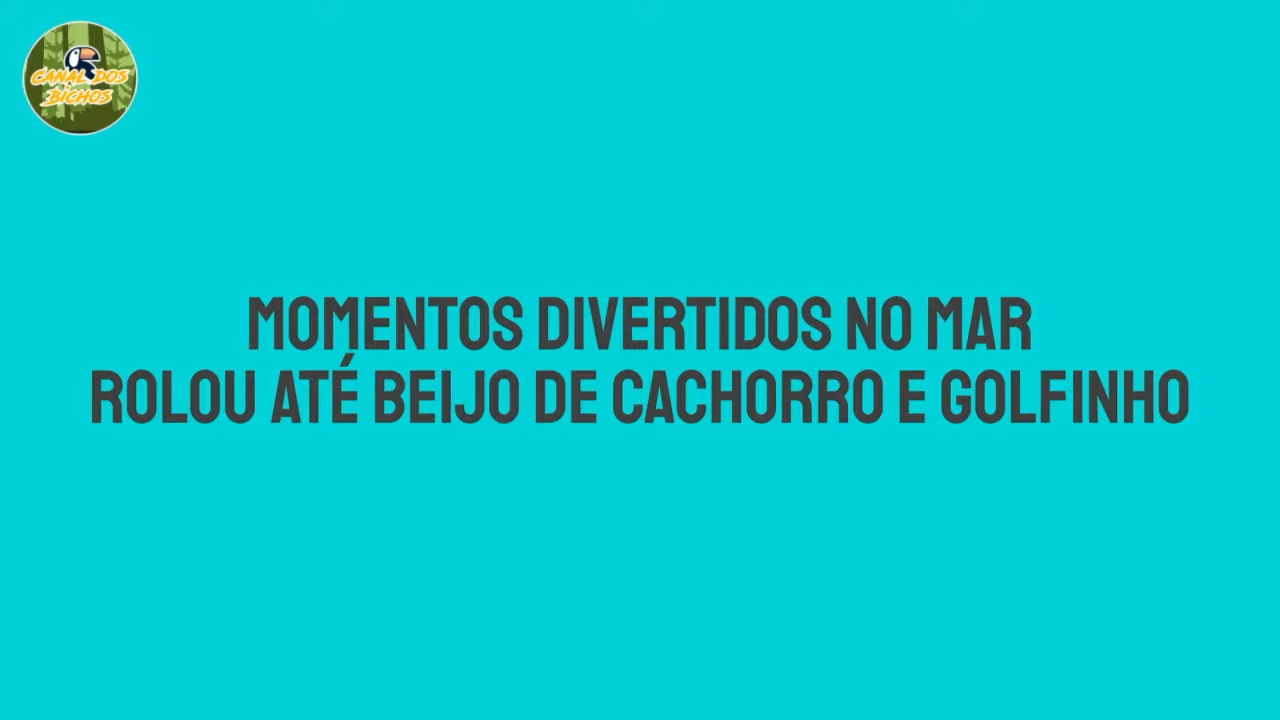 CANAL DOS
BICHOS
MOMENTOS DIVERTIDOS NO MAR
ROLOU ATÉ BEIJO DE CACHORRO E GOLFINHO